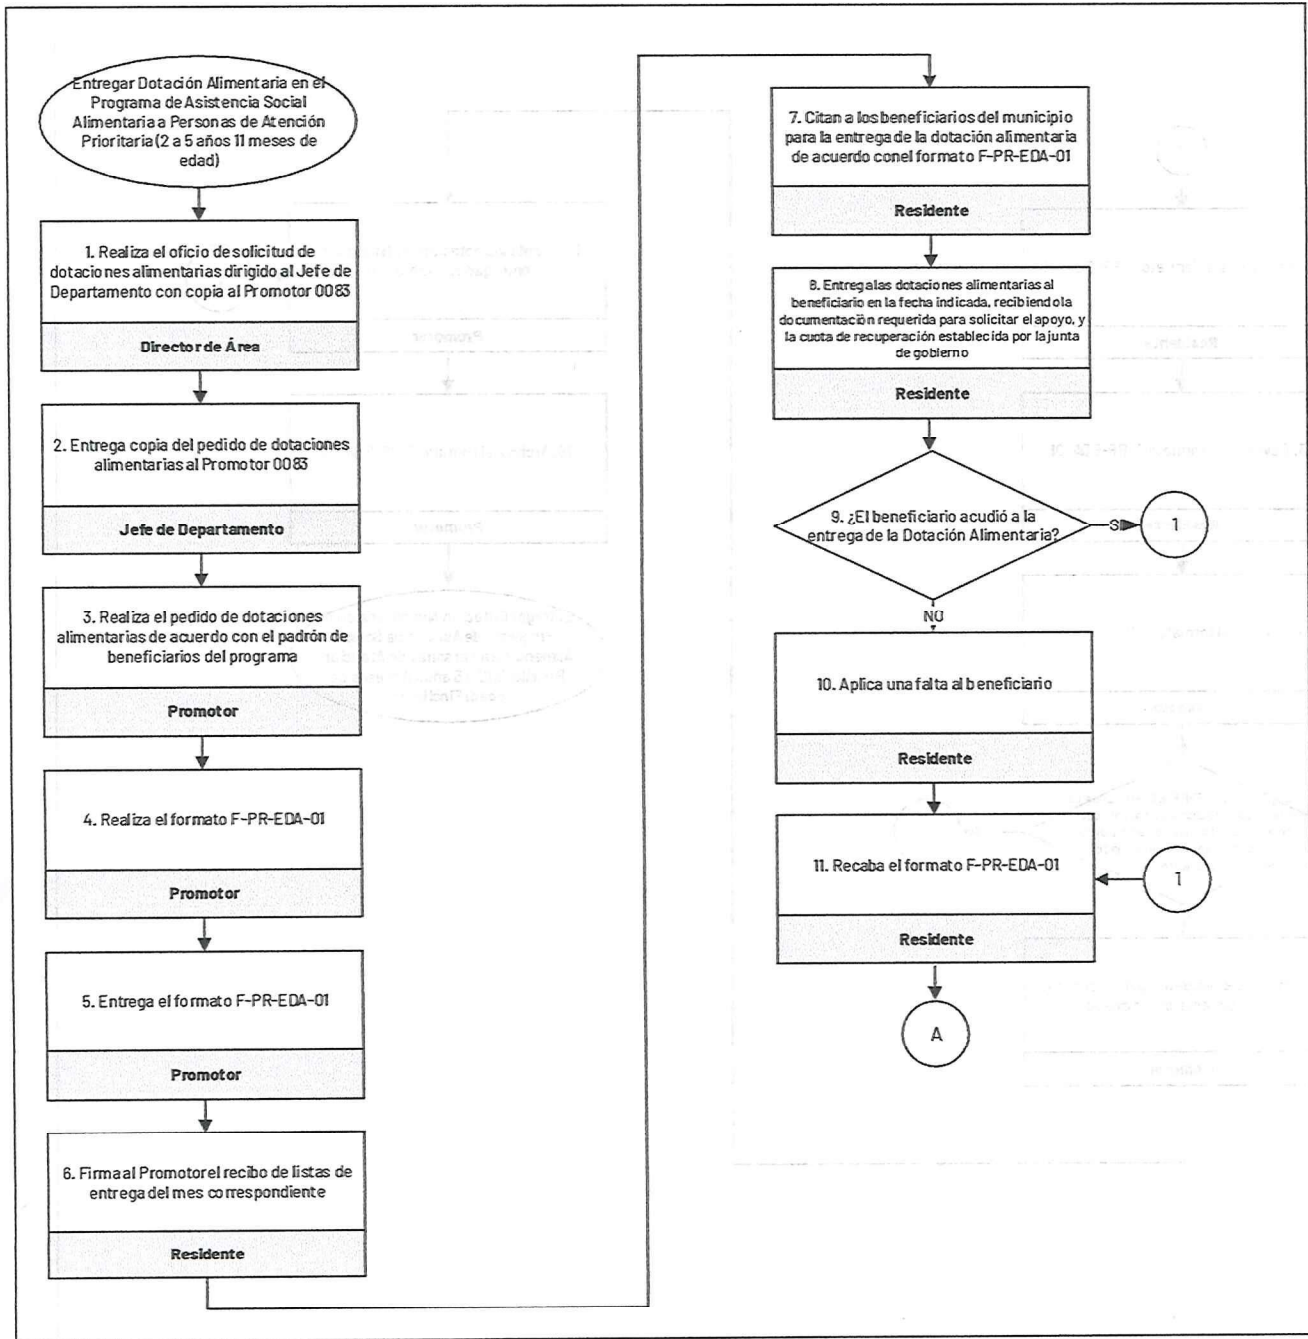 Entregar Dotación Alimentaria en el
Programa de Asistencia Social
Alimentaria a Personas de Atención
Prioritaria (2 a 5 años 11 meses de
edad)
1. Realiza el oficio de solicitud de
dotaciones alimentarias dirigido al Jefe de
Departamento con copia al Promotor 0083
Director de Área
2. Entrega copia del pedido de dotaciones
alimentarias al Promotor 0083
Jefe de Departamento
3. Realiza el pedido de dotaciones
alimentarias de acuerdo con el padrón de
beneficiarios del programa
Promotor
4. Realiza el formato F-PR-EDA-01
Promotor
5. Entrega el formato F-PR-EDA-01
Promotor
6. Firma al Promotor el recibo de listas de
entrega del mes correspondiente
Residente
7. Citan a los beneficiarios del municipio
para la entrega de la dotación alimentaria
de acuerdo con el formato F-PR-EDA-01
Residente
8. Entrega las dotaciones alimentarias al
beneficiario en la fecha indicada, recibiendo la
documentación requerida para solicitar el apoyo, y
la cuota de recuperación establecida por la junta
de gobierno
Residente
9. ¿El beneficiario acudió a la
entrega de la Dotación Alimentaria?
SI
1
NO
10. Aplica una falta al beneficiario
Residente
11. Recaba el formato F-PR-EDA-01
1
Residente
A